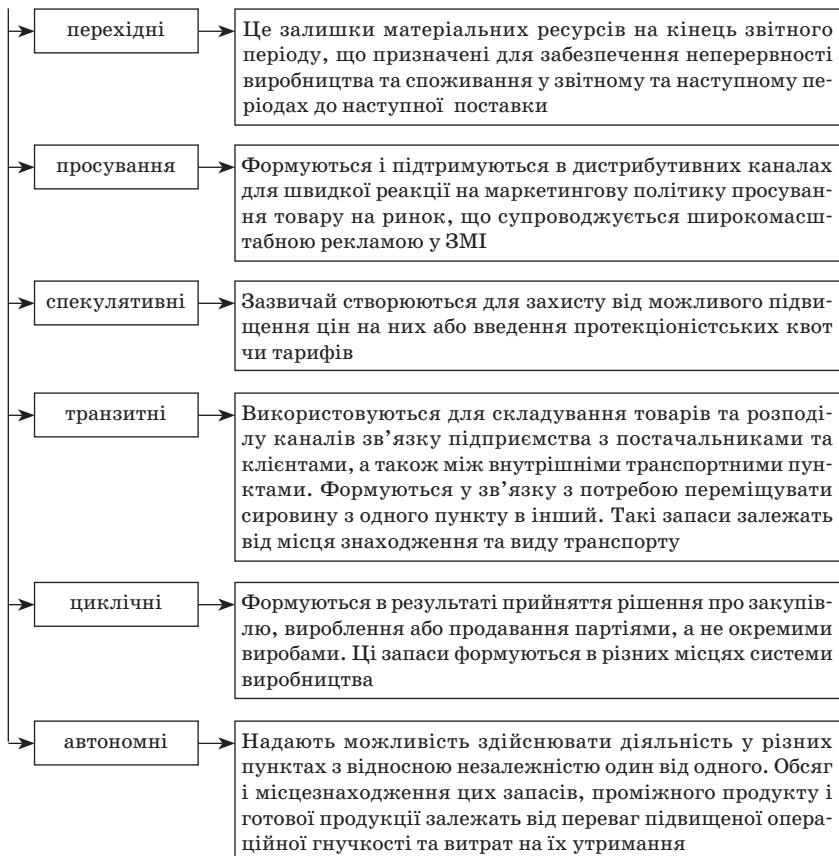 перехідні
Це залишки матеріальних ресурсів на кінець звітного
періоду, що призначені для забезпечення неперервності
виробництва та споживання у звітному та наступному пе-
ріодах до наступної поставки
просування
Формуються і підтримуються в дистрибутивних каналах
для швидкої реакції на маркетингову політику просуван-
ня товару на ринок, що супроводжується широкомасш-
табною рекламою у ЗМІ
спекулятивні
Зазвичай створюються для захисту від можливого підви-
щення цін на них або введення протекціоністських квот
чи тарифів
транзитні
Використовуються для складування товарів та розподі-
лу каналів зв’язку підприємства з постачальниками та
клієнтами, а також між внутрішніми транспортними пун-
ктами. Формуються у зв’язку з потребою переміщувати
сировину з одного пункту в інший. Такі запаси залежать
від місця знаходження та виду транспорту
циклічні
Формуються в результаті прийняття рішення про закупів-
лю, вироблення або продавання партіями, а не окремими
виробами. Ці запаси формуються в різних місцях системи
виробництва
автономні
Надають можливість здійснювати діяльність у різних
пунктах з відносною незалежністю один від одного. Обсяг
і місцезнаходження цих запасів, проміжного продукту і
готової продукції залежать від переваг підвищеної опера-
ційної гнучкості та витрат на їх утримання